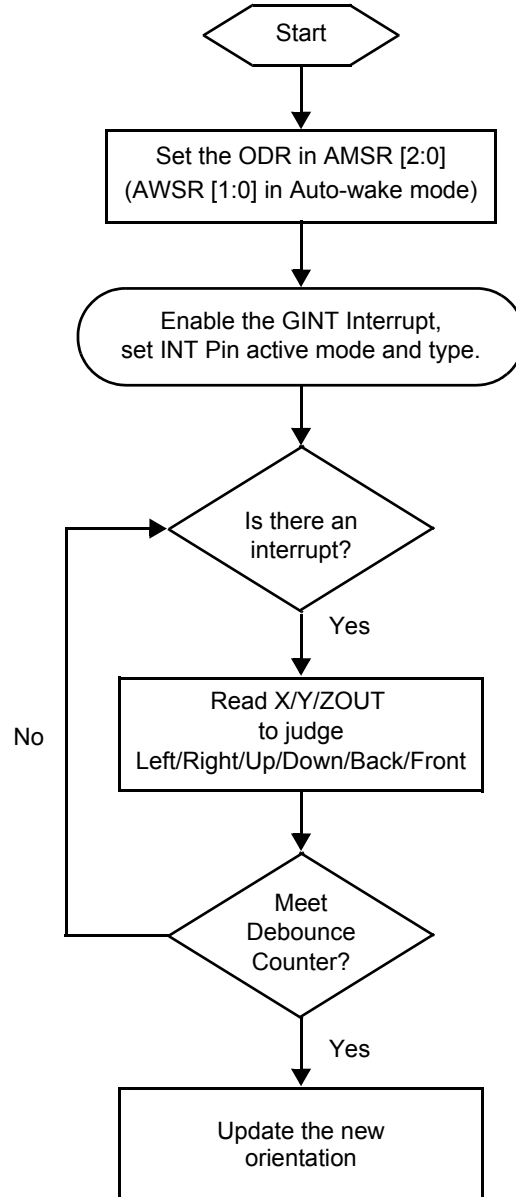 Start
Set the ODR in AMSR [2:0]
(AWSR [1:0] in Auto-wake mode)
Enable the GINT Interrupt,
set INT Pin active mode and type.
Is there an
interrupt?
Yes
Read X/Y/ZOUT
to judge
Left/Right/Up/Down/Back/Front
No
Meet
Debounce
Counter?
Yes
Update the new
orientation